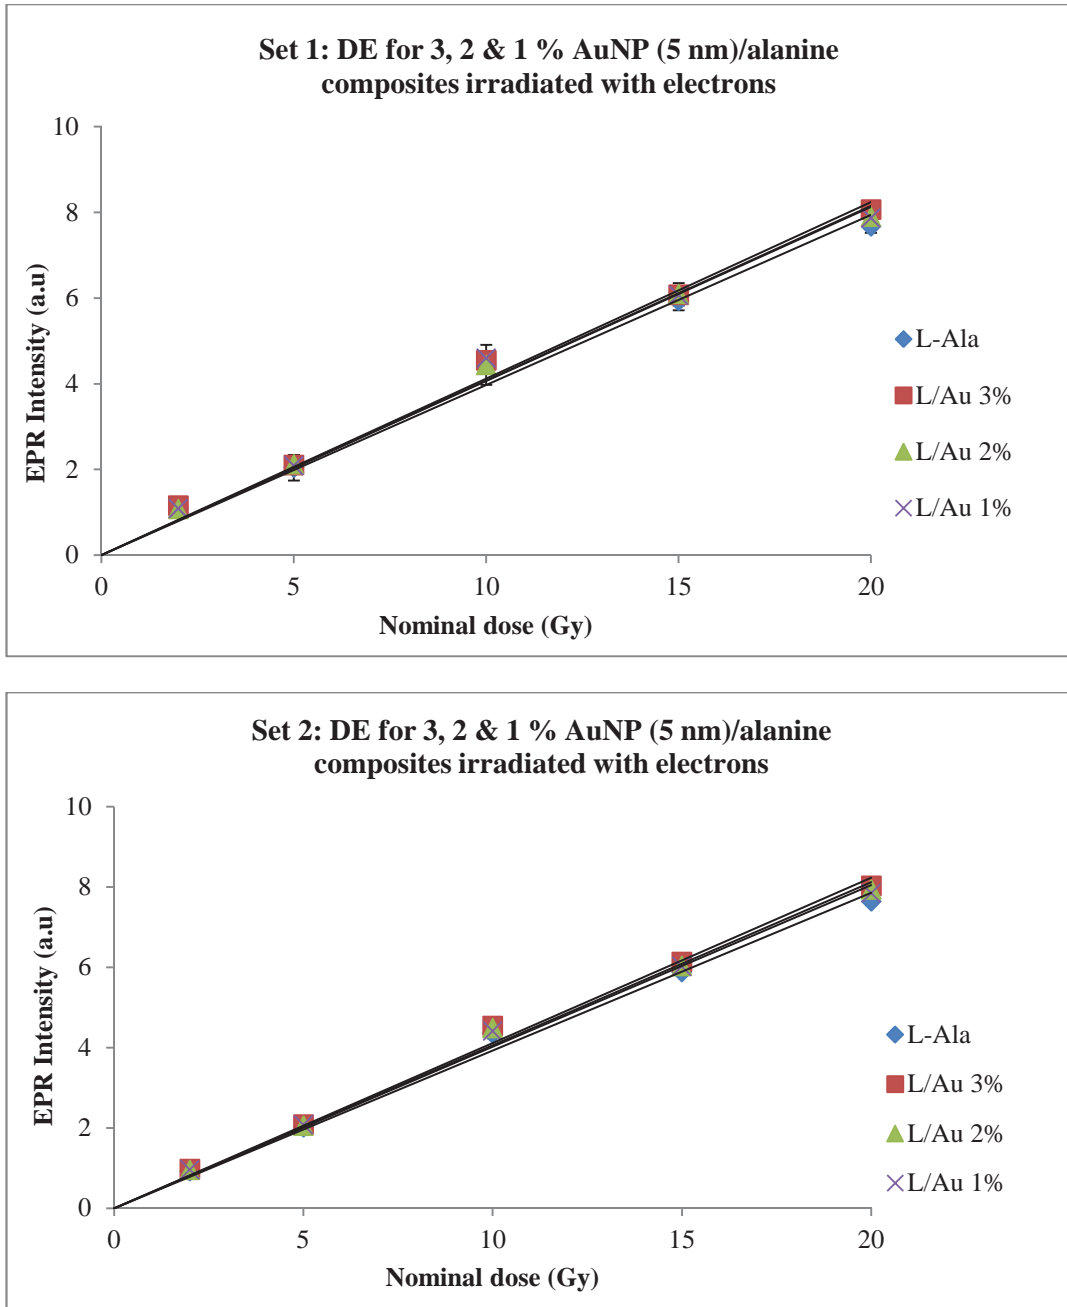 Set 1: DE for 3, 2 & 1 % AuNP (5 nm)/alanine
composites irradiated with electrons
10
8
6
4
2
0
EPR Intensity (a.u)
0 5 10 15 20
Nominal dose (Gy)
L-Ala
L/Au 3%
L/Au 2%
L/Au 1%
Set 2: DE for 3, 2 & 1 % AuNP (5 nm)/alanine
composites irradiated with electrons
10
8
6
4
2
0
EPR Intensity (a.u)
0 5 10 15 20
Nominal dose (Gy)
L-Ala
L/Au 3%
L/Au 2%
L/Au 1%